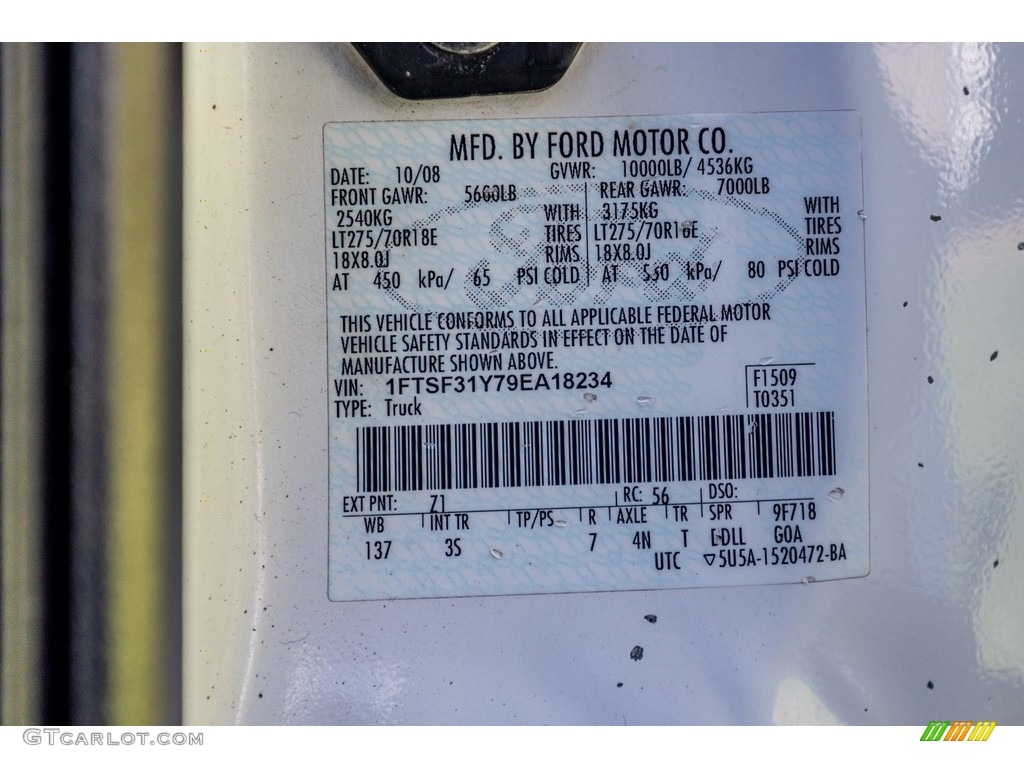 MFD. BY FORD MOTOR CO.
DATE: 10/08 GVWR: 10000LB/ 4536KG
FRONT GAWR: 5600LB REAR GAWR: 7000LB
2540KG WITH 3175KG WITH
LT275/70R18E TIRES LT275/70R18E TIRES
18X8.0J RIMS 18X8.0J RIMS
AT 450 kPa/ 65 PSI COLD AT 550 kPa/ 80 PSI COLD
THIS VEHICLE CONFORMS TO ALL APPLICABLE FEDERAL MOTOR
VEHICLE SAFETY STANDARDS IN EFFECT ON THE DATE OF
MANUFACTURE SHOWN ABOVE.
VIN: 1FTSF31Y79EA18234 F1509
TYPE: Truck T0351
EXT PNT: Z1 RC: 56 DSO:
WB INT TR TP/PS R AXLE TR SPR 9F718
137 3S 7 4N T DLL GOA
UTC ▽5U5A-1520472-BA
GTCARLOT.COM